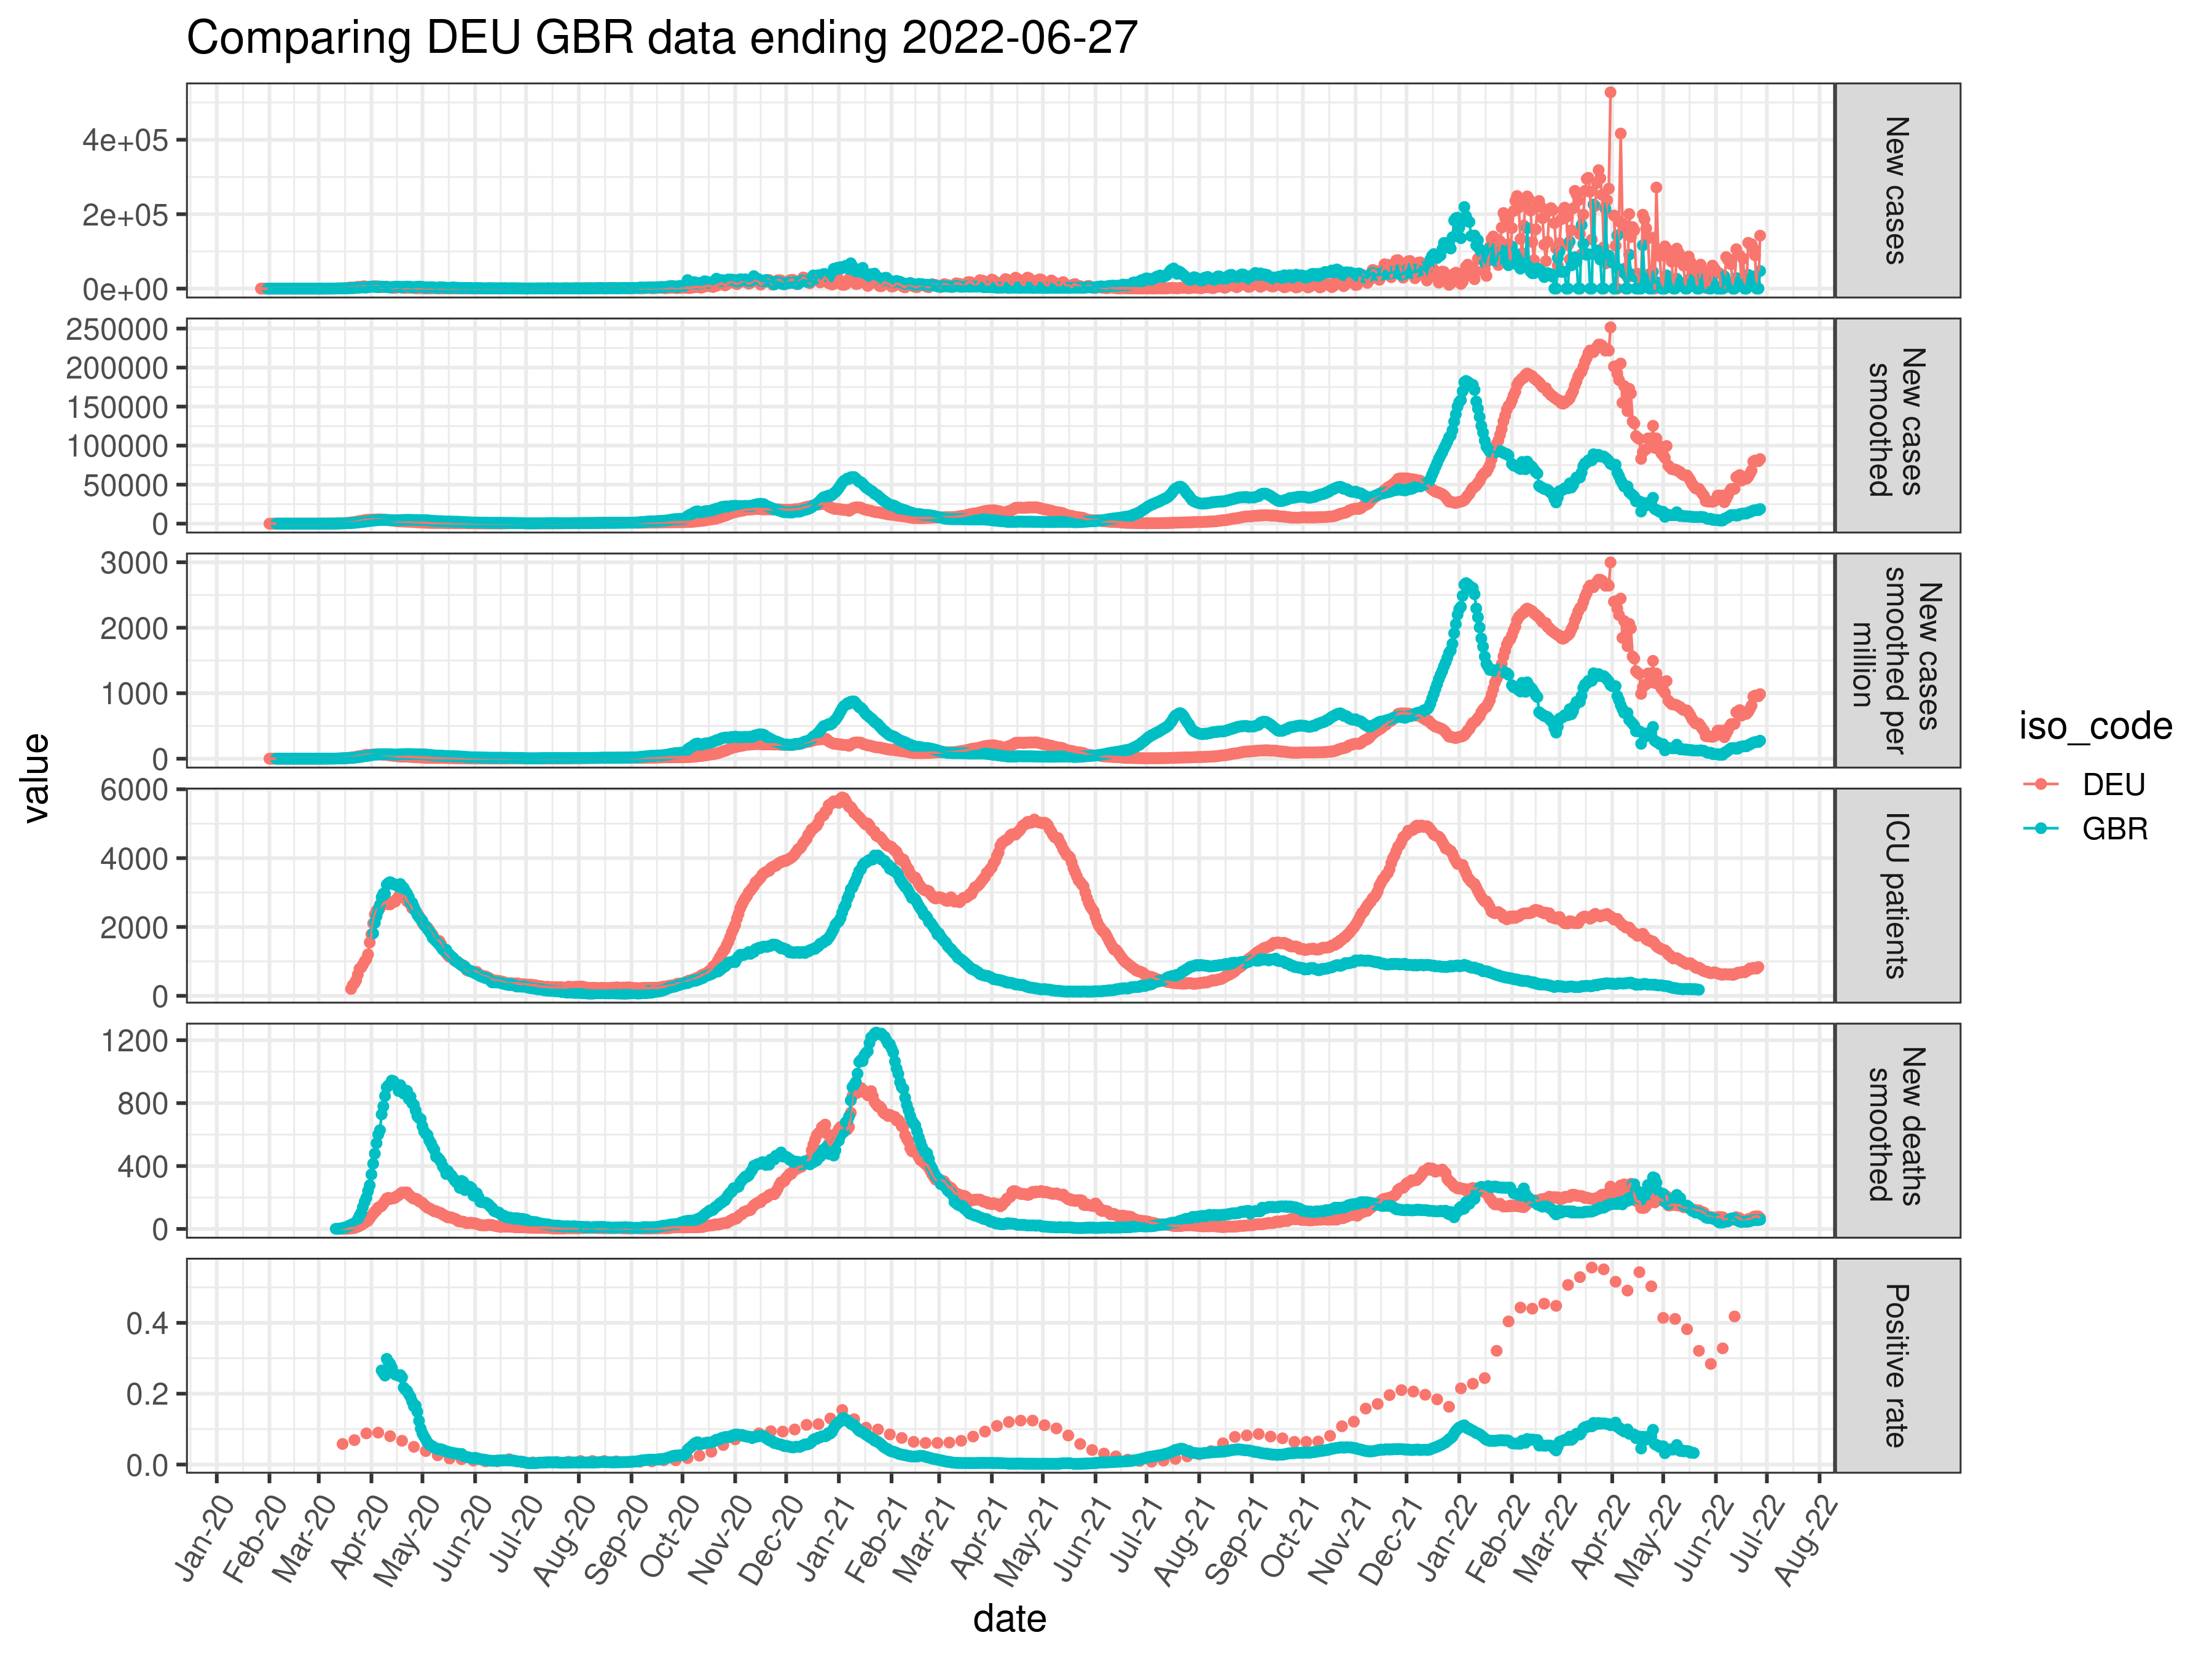 Comparing DEU GBR data ending 2022-06-27
4e+05
2e+05
0e+00
New cases
250000
200000
150000
100000
50000
0
New cases
smoothed
3000
2000
1000
0
New cases
smoothed per
million
6000
4000
2000
0
ICU patients
1200
800
400
0
New deaths
smoothed
0.4
0.2
0.0
Positive rate
value
Jan-20
Feb-20
Mar-20
Apr-20
May-20
Jun-20
Jul-20
Aug-20
Sep-20
Oct-20
Nov-20
Dec-20
Jan-21
Feb-21
Mar-21
Apr-21
May-21
Jun-21
Jul-21
Aug-21
Sep-21
Oct-21
Nov-21
Dec-21
Jan-22
Feb-22
Mar-22
Apr-22
May-22
Jun-22
Jul-22
Aug-22
date
iso_code
DEU
GBR